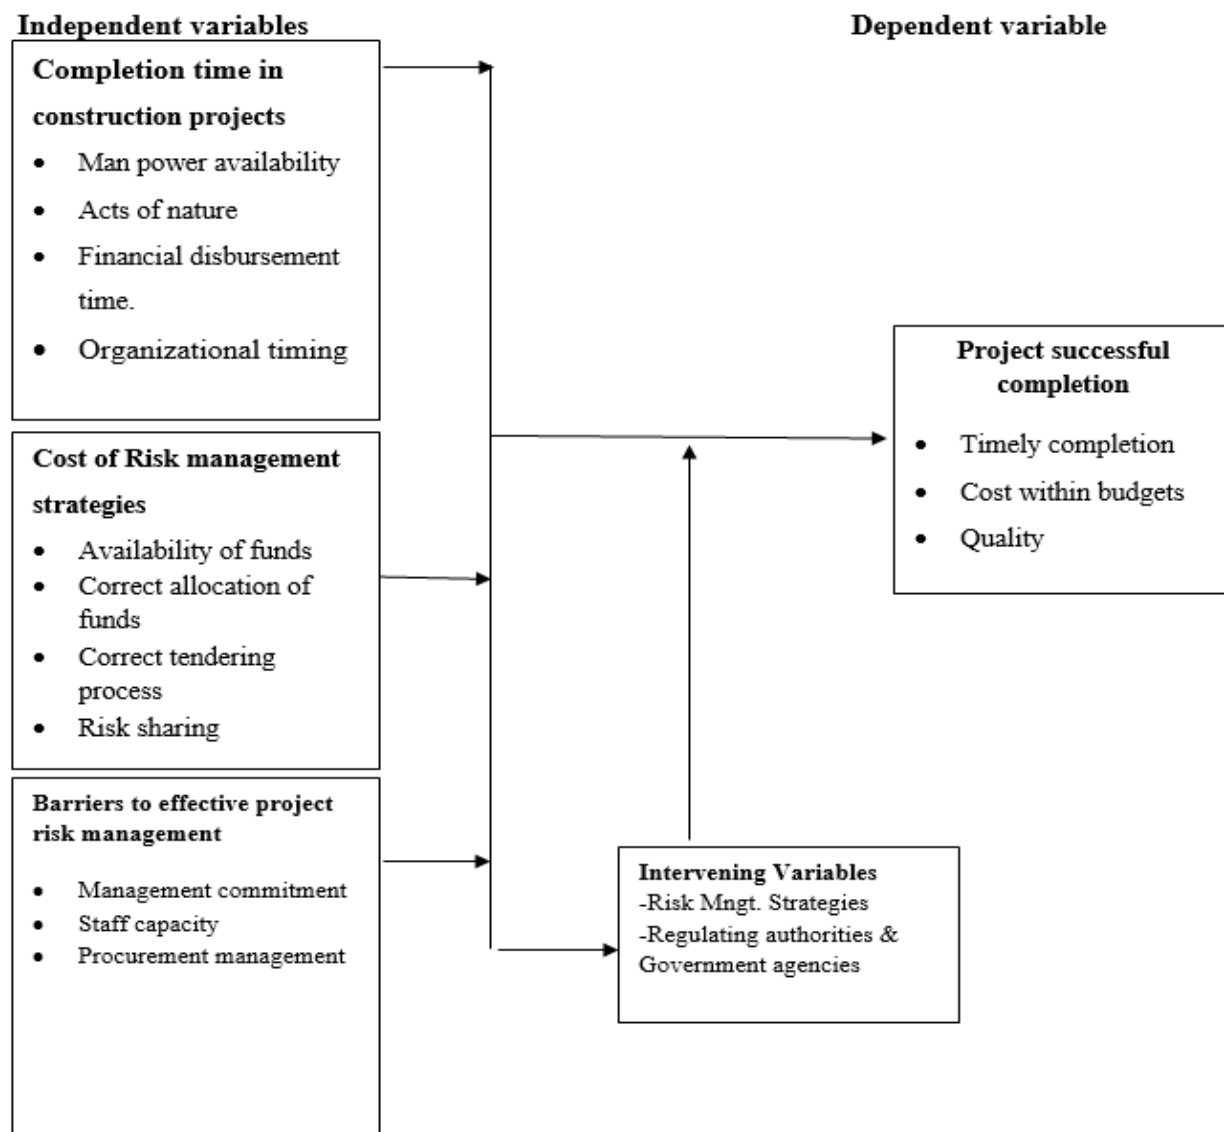 Independent variables
Dependent variable
Completion time in
construction projects
• Man power availability
• Acts of nature
• Financial disbursement
time.
• Organizational timing
Cost of Risk management
strategies
• Availability of funds
• Correct allocation of
funds
• Correct tendering
process
• Risk sharing
Barriers to effective project
risk management
• Management commitment
• Staff capacity
• Procurement management
Intervening Variables
-Risk Mngt. Strategies
-Regulating authorities &
Government agencies
Project successful
completion
• Timely completion
• Cost within budgets
• Quality